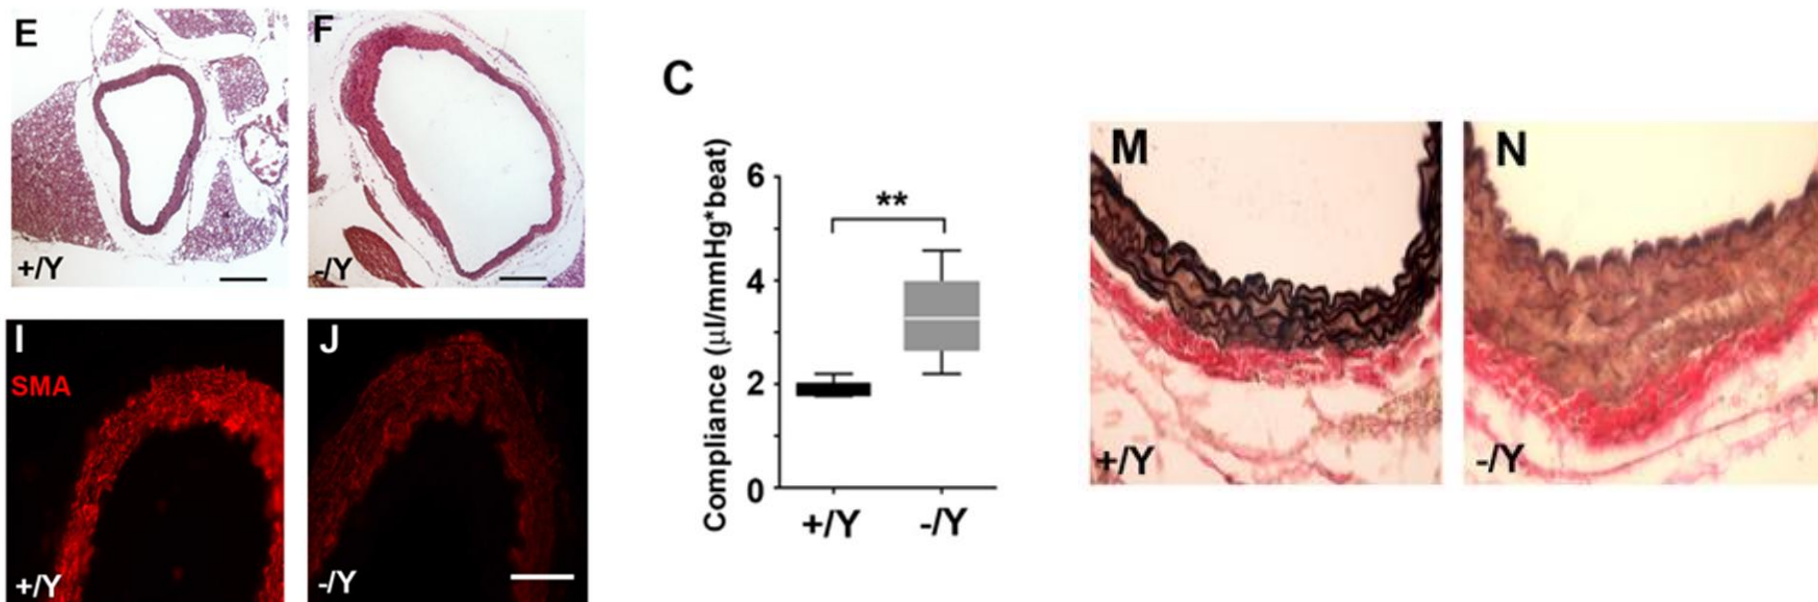 E
+/Y
F
-/Y
I
SMA
+/Y
J
-/Y
C
Compliance (µl/mmHg*beat)
6
4
2
0
**
+/Y
-/Y
M
+/Y
N
-/Y